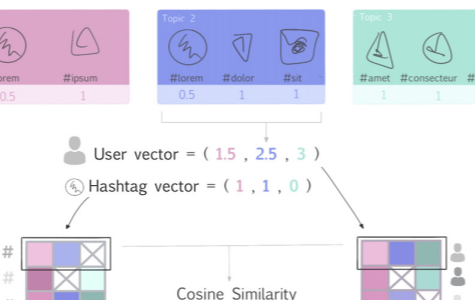 Topic 2
Topic 3
orem #ipsum
#lorem #dolor #sit
#amet #consecteur #
0.5 1
0.5 1 1
1 1
User vector = ( 1.5 , 2.5 , 3 )
Hashtag vector = ( 1 , 1 , 0 )
#
#
Cosine Similarity